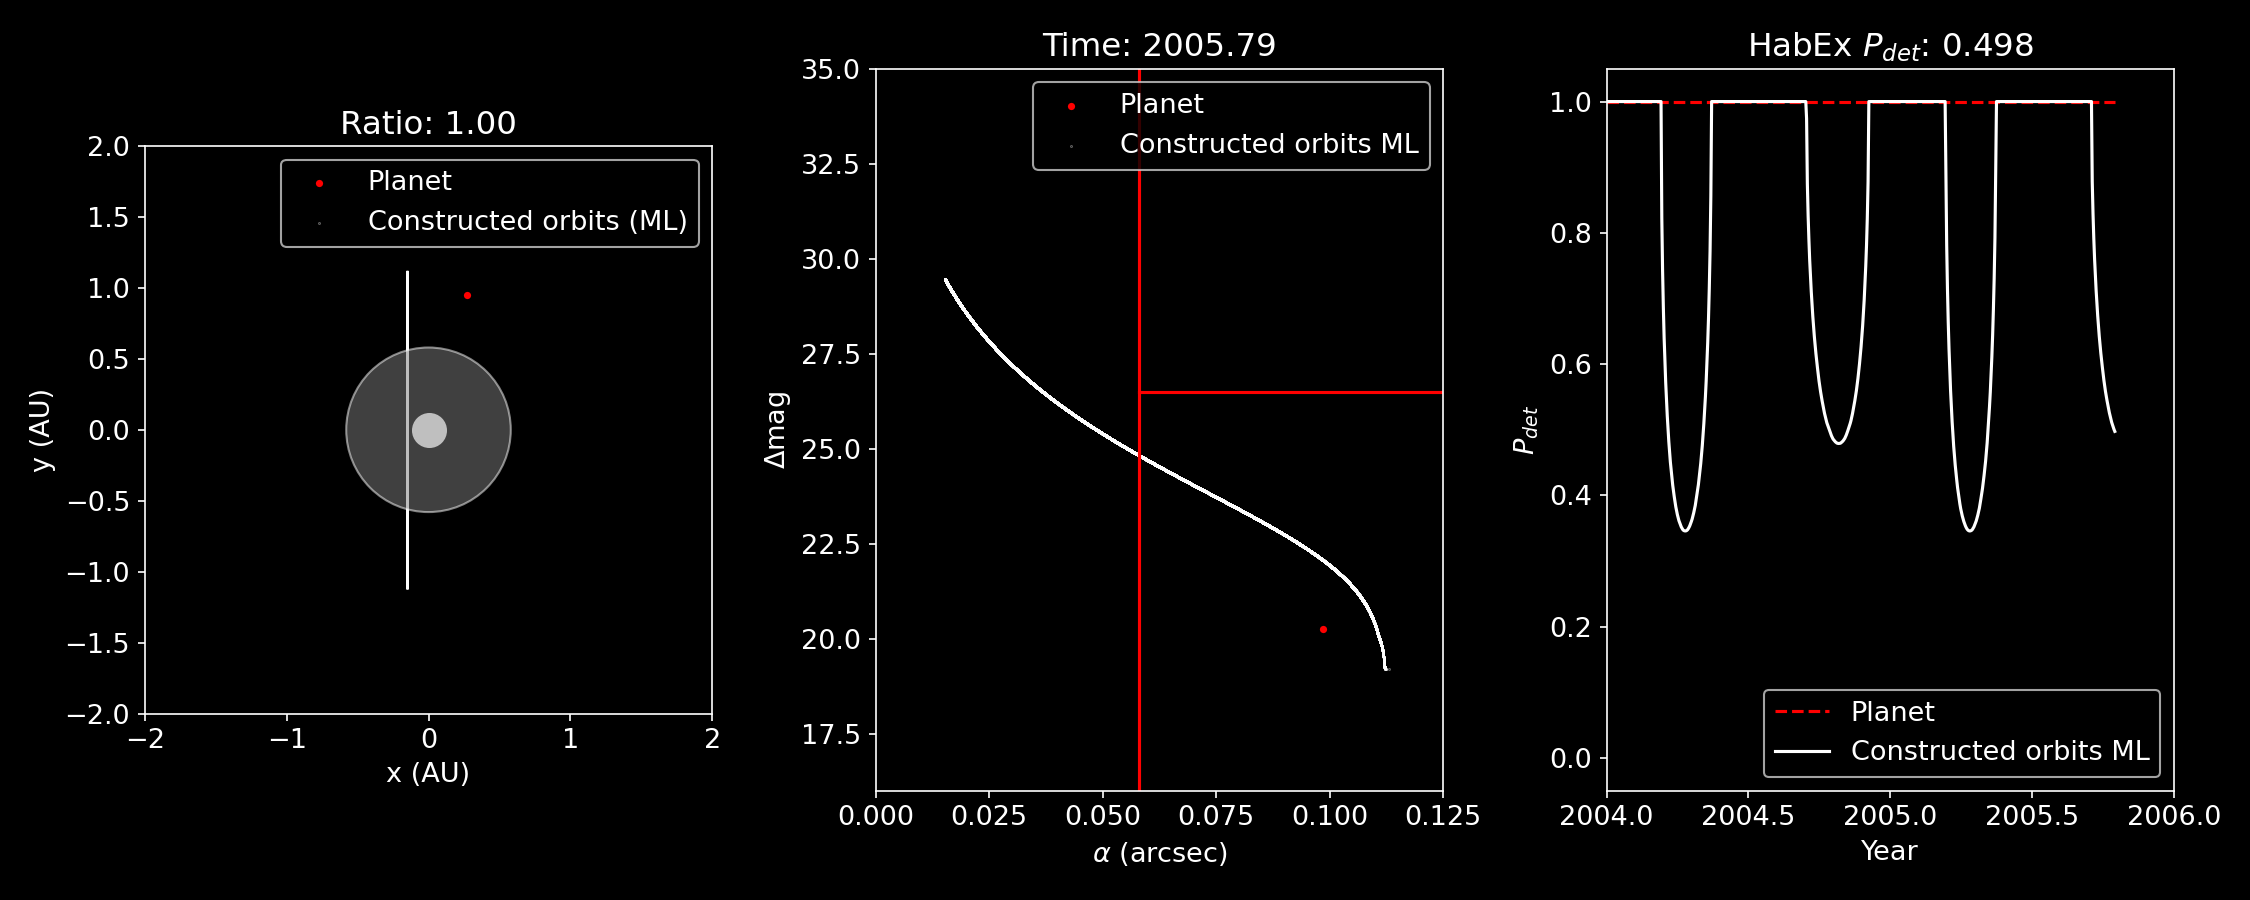 Ratio: 1.00
Planet
Constructed orbits (ML)
2.0
1.5
1.0
0.5
0.0
−0.5
−1.0
−1.5
−2.0
y (AU)
−2
−1
0
1
2
x (AU)
Time: 2005.79
Planet
Constructed orbits ML
35.0
32.5
30.0
27.5
25.0
22.5
20.0
17.5
Δmag
0.000
0.025
0.050
0.075
0.100
0.125
α (arcsec)
HabEx P_det: 0.498
1.0
0.8
0.6
0.4
0.2
0.0
P_det
Planet
Constructed orbits ML
2004.0
2004.5
2005.0
2005.5
2006.0
Year